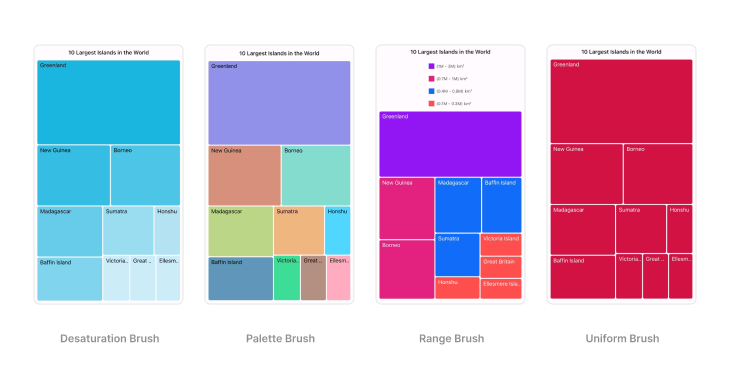 10 Largest Islands in the World
Greenland
New Guinea
Borneo
Madagascar
Sumatra
Honshu
Baffin Island
Victoria..
Great ..
Ellesm..
Desaturation Brush
10 Largest Islands in the World
Greenland
New Guinea
Borneo
Madagascar
Sumatra
Honshu
Baffin Island
Victoria..
Great ..
Ellesm..
Palette Brush
10 Largest Islands in the World
(1M - 3M) km²
(0.7M - 1M) km²
(0.4M - 0.8M) km²
(0.1M - 0.3M) km²
Greenland
New Guinea
Madagascar
Baffin Island
Borneo
Sumatra
Victoria Island
Great Britain
Honshu
Ellesmere Isla..
Range Brush
10 Largest Islands in the World
Greenland
New Guinea
Borneo
Madagascar
Sumatra
Honshu
Baffin Island
Victoria..
Great ..
Ellesm..
Uniform Brush